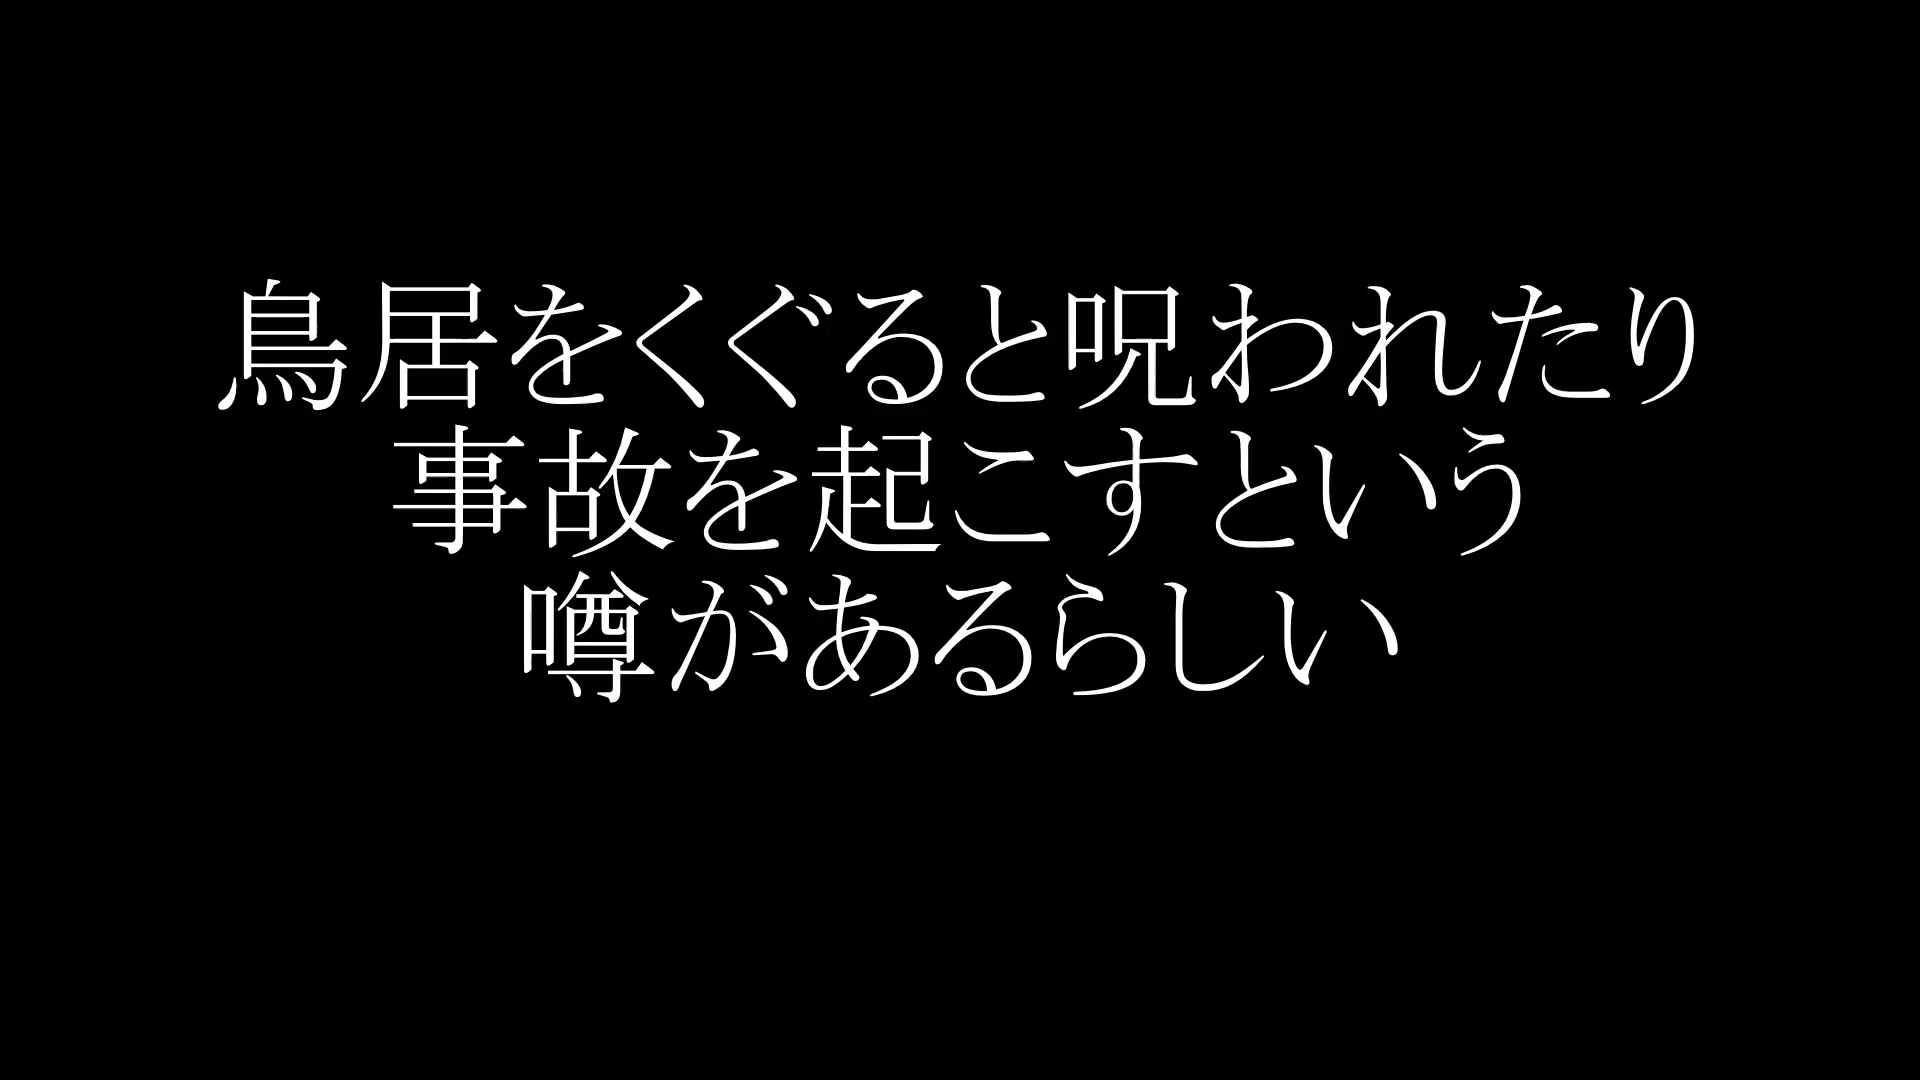 鳥居をくぐると呪われたり
事故を起こすという
噂があるらしい